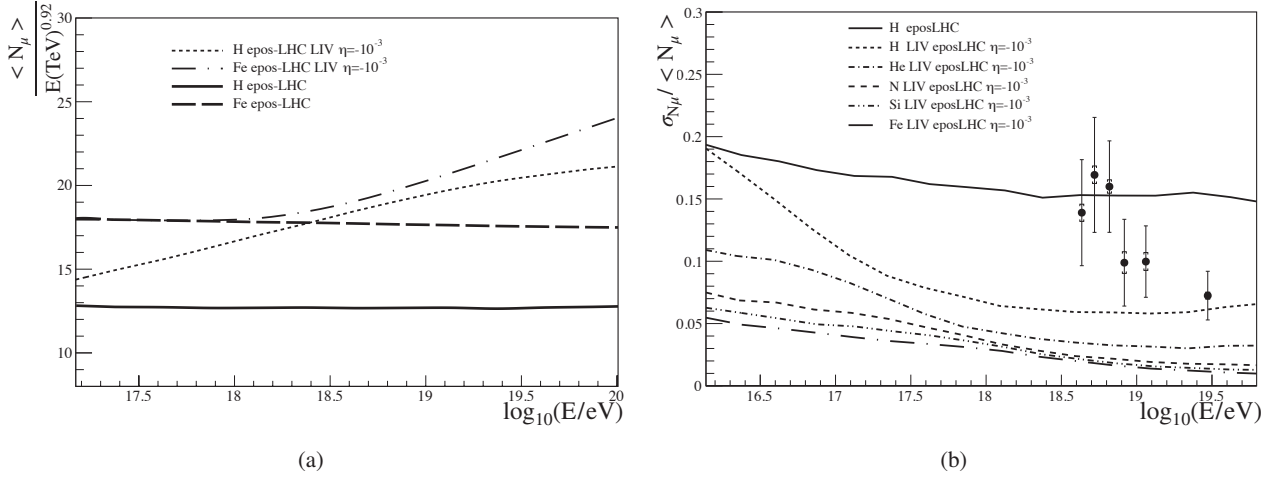 < Nμ >
E(TeV)^0.92
30
25
20
15
10
H epos-LHC LIV η=-10^-3
Fe epos-LHC LIV η=-10^-3
H epos-LHC
Fe epos-LHC
17.5 18 18.5 19 19.5 20
log10(E/eV)
(a)
σNμ / < Nμ >
0.3
0.25
0.2
0.15
0.1
0.05
0
H eposLHC
H LIV eposLHC η=-10^-3
He LIV eposLHC η=-10^-3
N LIV eposLHC η=-10^-3
Si LIV eposLHC η=-10^-3
Fe LIV eposLHC η=-10^-3
16.5 17 17.5 18 18.5 19 19.5
log10(E/eV)
(b)